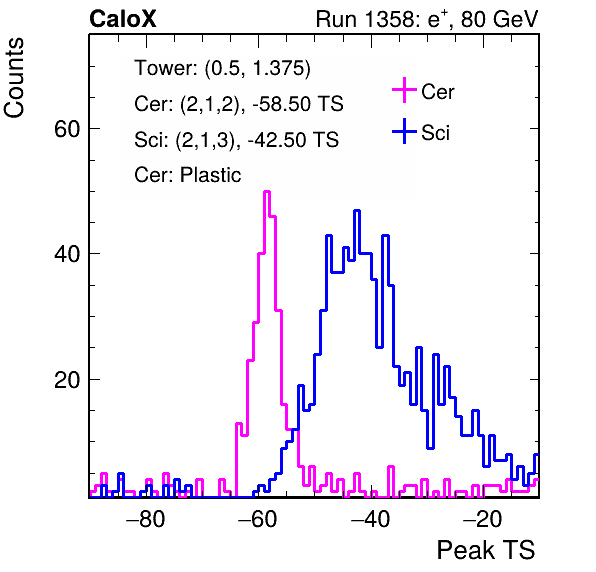 CaloX Run 1358: e⁺, 80 GeV
Counts
Tower: (0.5, 1.375)
Cer: (2,1,2), -58.50 TS
Sci: (2,1,3), -42.50 TS
Cer: Plastic
Cer
Sci
60
40
20
−80 −60 −40 −20
Peak TS